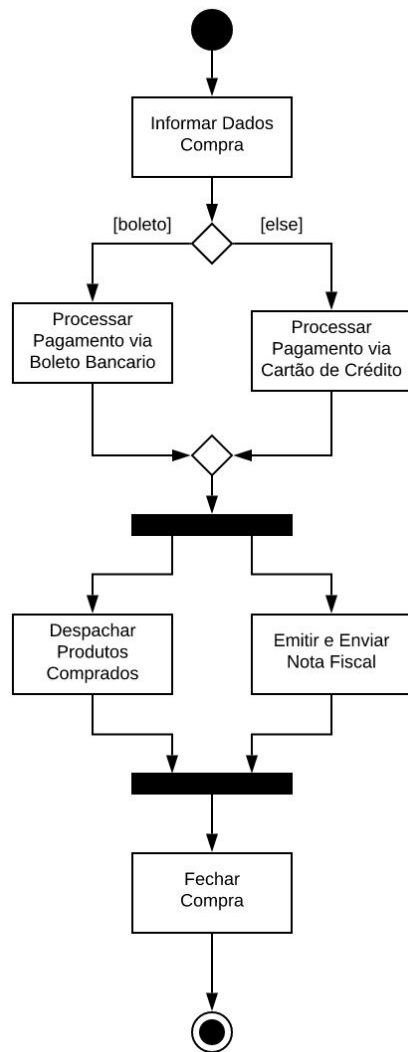 Informar Dados
Compra
[boleto]
[else]
Processar
Pagamento via
Boleto Bancario
Processar
Pagamento via
Cartão de Crédito
Despachar
Produtos
Comprados
Emitir e Enviar
Nota Fiscal
Fechar
Compra